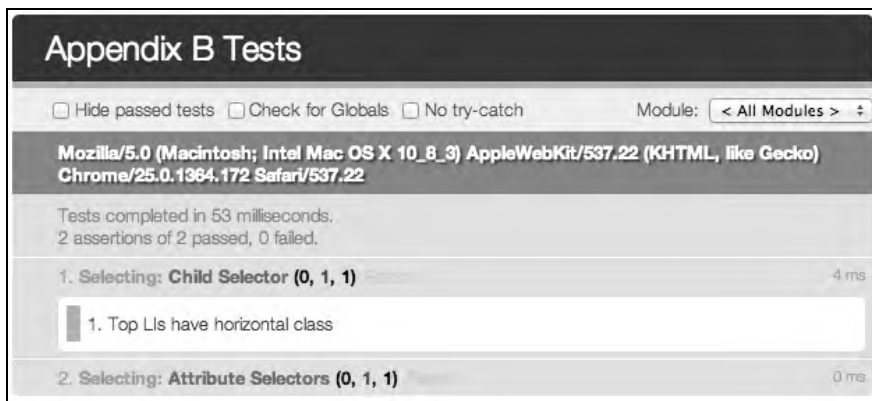 Appendix B Tests
Hide passed tests Check for Globals No try-catch Module: < All Modules >
Mozilla/5.0 (Macintosh; Intel Mac OS X 10_8_3) AppleWebKit/537.22 (KHTML, like Gecko)
Chrome/25.0.1364.172 Safari/537.22
Tests completed in 53 milliseconds.
2 assertions of 2 passed, 0 failed.
1. Selecting: Child Selector (0, 1, 1) 4 ms
1. Top LIs have horizontal class
2. Selecting: Attribute Selectors (0, 1, 1) 0 ms